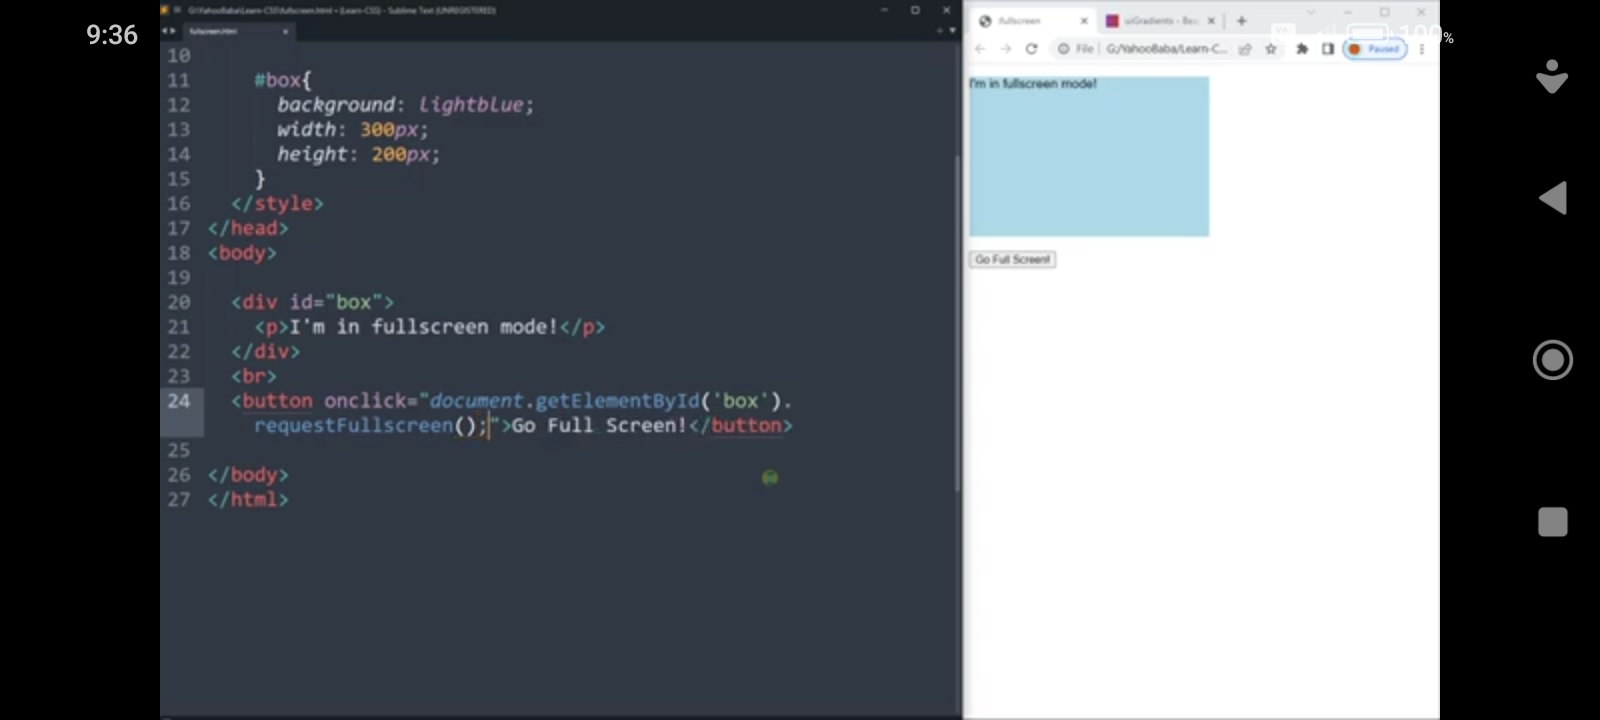 9:36
G:\YahooBaba\Learn-CSS\fullscreen.html • (Learn-CSS) - Sublime Text (UNREGISTERED)
fullscreen.html
10
11 #box{
12 background: lightblue;
13 width: 300px;
14 height: 200px;
15 }
16 </style>
17 </head>
18 <body>
19
20 <div id="box">
21 <p>I'm in fullscreen mode!</p>
22 </div>
23 <br>
24 <button onclick="document.getElementById('box').
requestFullscreen();">Go Full Screen!</button>
25
26 </body>
27 </html>
fullscreen
uiGradients - Bea
100%
File
G:/YahooBaba/Learn-C...
Paused
I'm in fullscreen mode!
Go Full Screen!